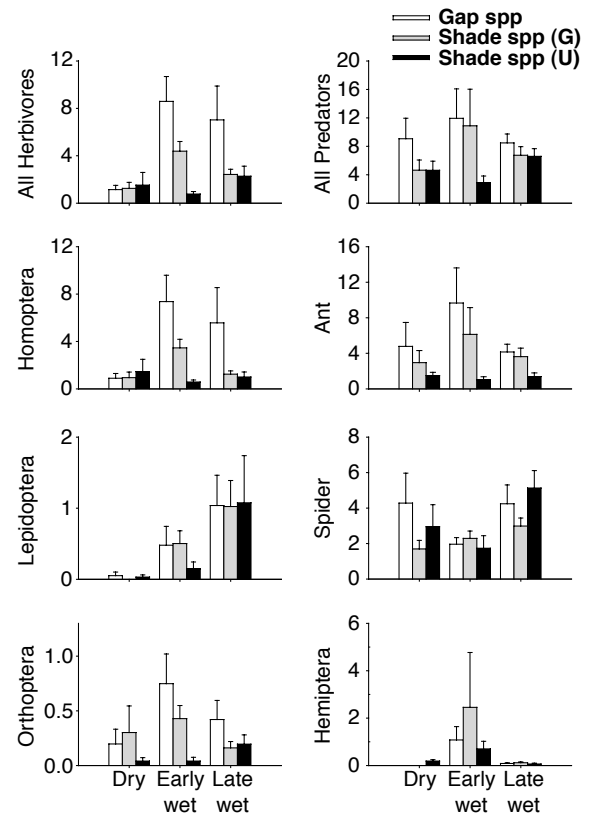 Gap spp
Shade spp (G)
Shade spp (U)
All Herbivores
12
8
4
0
All Predators
20
16
12
8
4
0
Homoptera
12
8
4
0
Ant
16
12
8
4
0
Lepidoptera
2
1
0
Spider
8
6
4
2
0
Orthoptera
1.0
0.5
0.0
Dry Early wet Late wet
Hemiptera
6
4
2
0
Dry Early wet Late wet